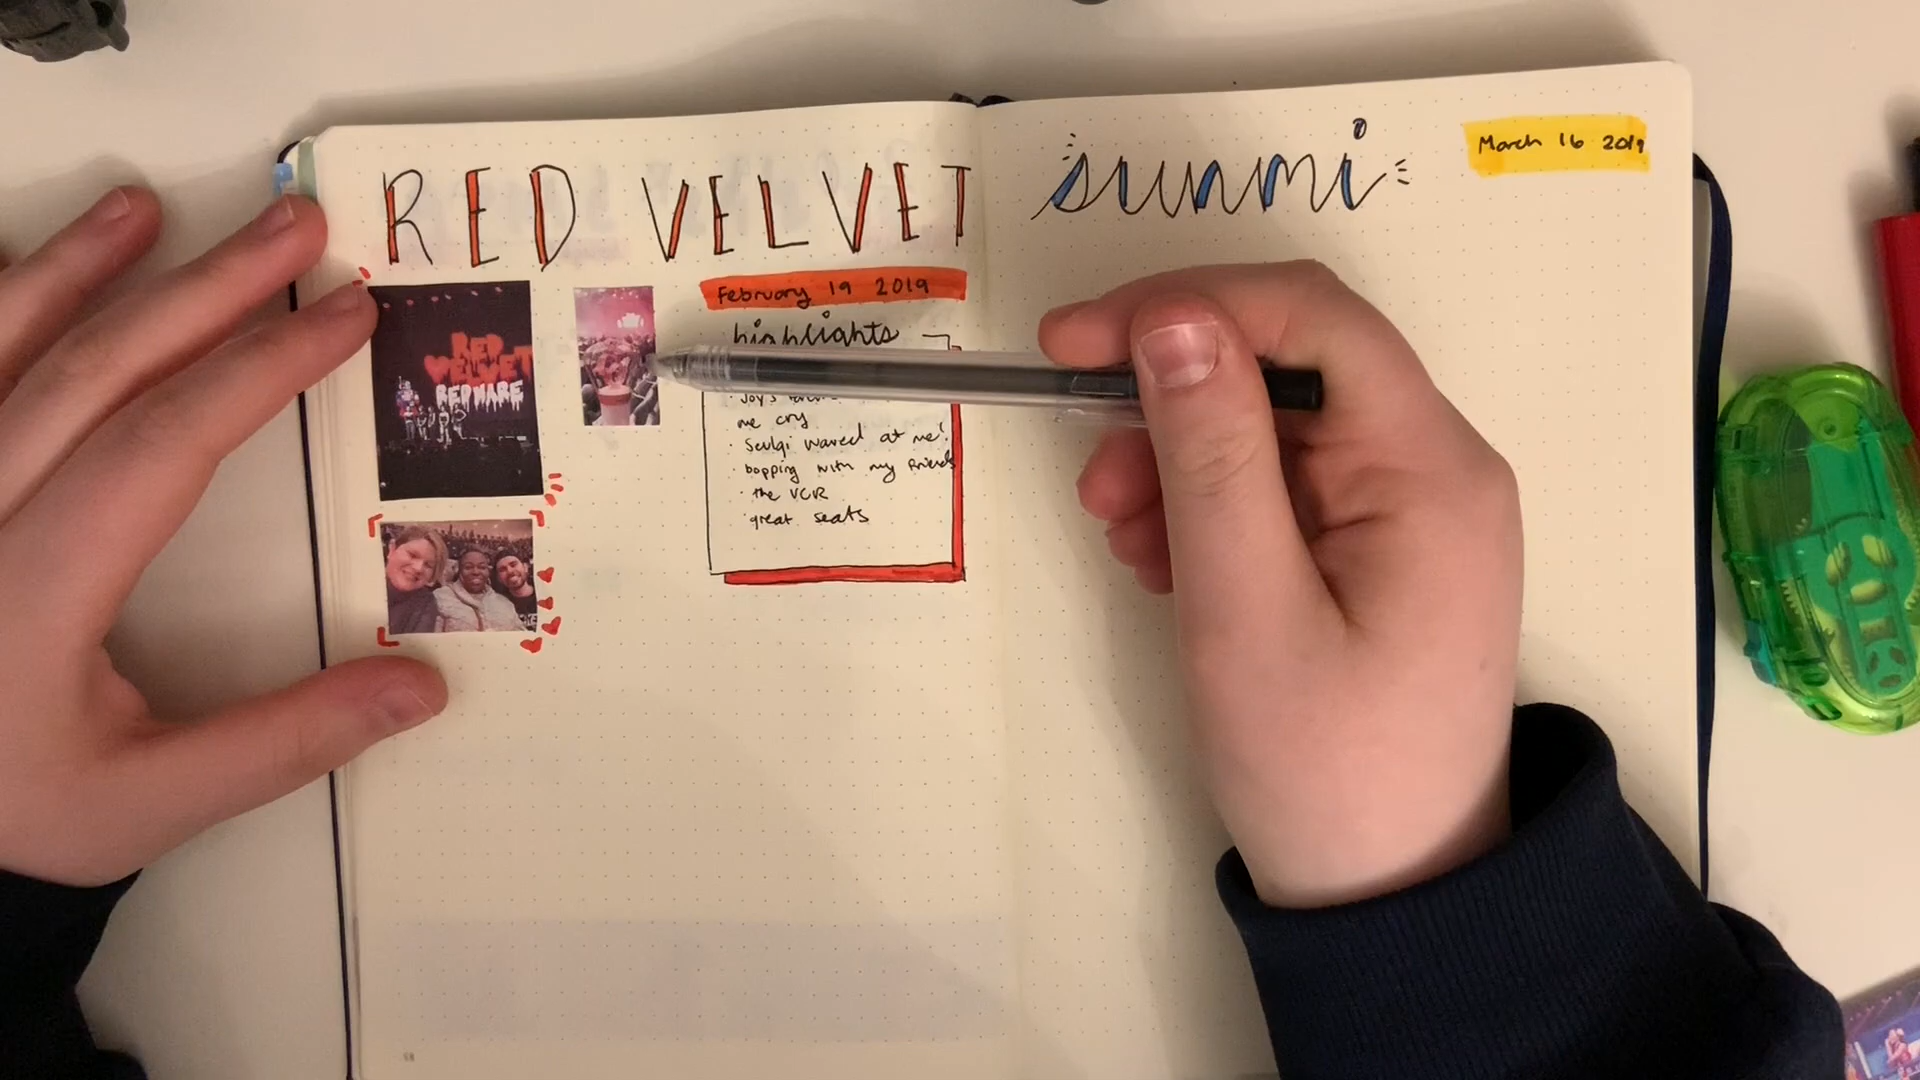 RED VELVET
February 19 2019
RED
VELVET
REDMARE
highlights
· Joy's
me cry
· Seulgi waved at me!
· bopping with my friends
· the VCR
· great seats
sunmi
March 16 2019